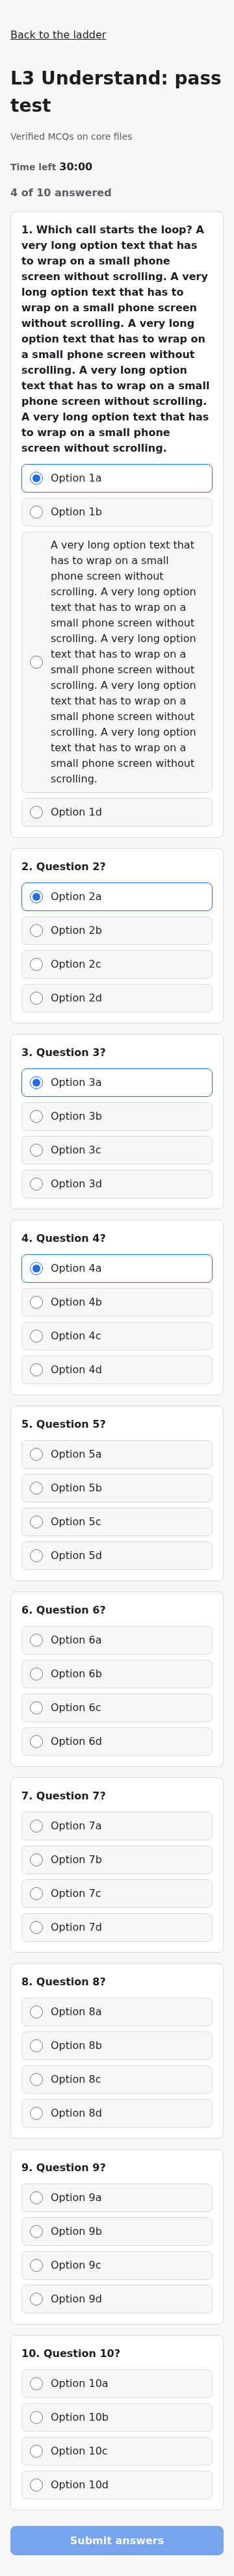 Back to the ladder
L3 Understand: pass
test
Verified MCQs on core files
Time left 30:00
4 of 10 answered
1. Which call starts the loop? A
very long option text that has
to wrap on a small phone
screen without scrolling. A very
long option text that has to
wrap on a small phone screen
without scrolling. A very long
option text that has to wrap on
a small phone screen without
scrolling. A very long option
text that has to wrap on a small
phone screen without scrolling.
A very long option text that has
to wrap on a small phone
screen without scrolling.
Option 1a
Option 1b
A very long option text that
has to wrap on a small
phone screen without
scrolling. A very long option
text that has to wrap on a
small phone screen without
scrolling. A very long option
text that has to wrap on a
small phone screen without
scrolling. A very long option
text that has to wrap on a
small phone screen without
scrolling. A very long option
text that has to wrap on a
small phone screen without
scrolling.
Option 1d
2. Question 2?
Option 2a
Option 2b
Option 2c
Option 2d
3. Question 3?
Option 3a
Option 3b
Option 3c
Option 3d
4. Question 4?
Option 4a
Option 4b
Option 4c
Option 4d
5. Question 5?
Option 5a
Option 5b
Option 5c
Option 5d
6. Question 6?
Option 6a
Option 6b
Option 6c
Option 6d
7. Question 7?
Option 7a
Option 7b
Option 7c
Option 7d
8. Question 8?
Option 8a
Option 8b
Option 8c
Option 8d
9. Question 9?
Option 9a
Option 9b
Option 9c
Option 9d
10. Question 10?
Option 10a
Option 10b
Option 10c
Option 10d
Submit answers